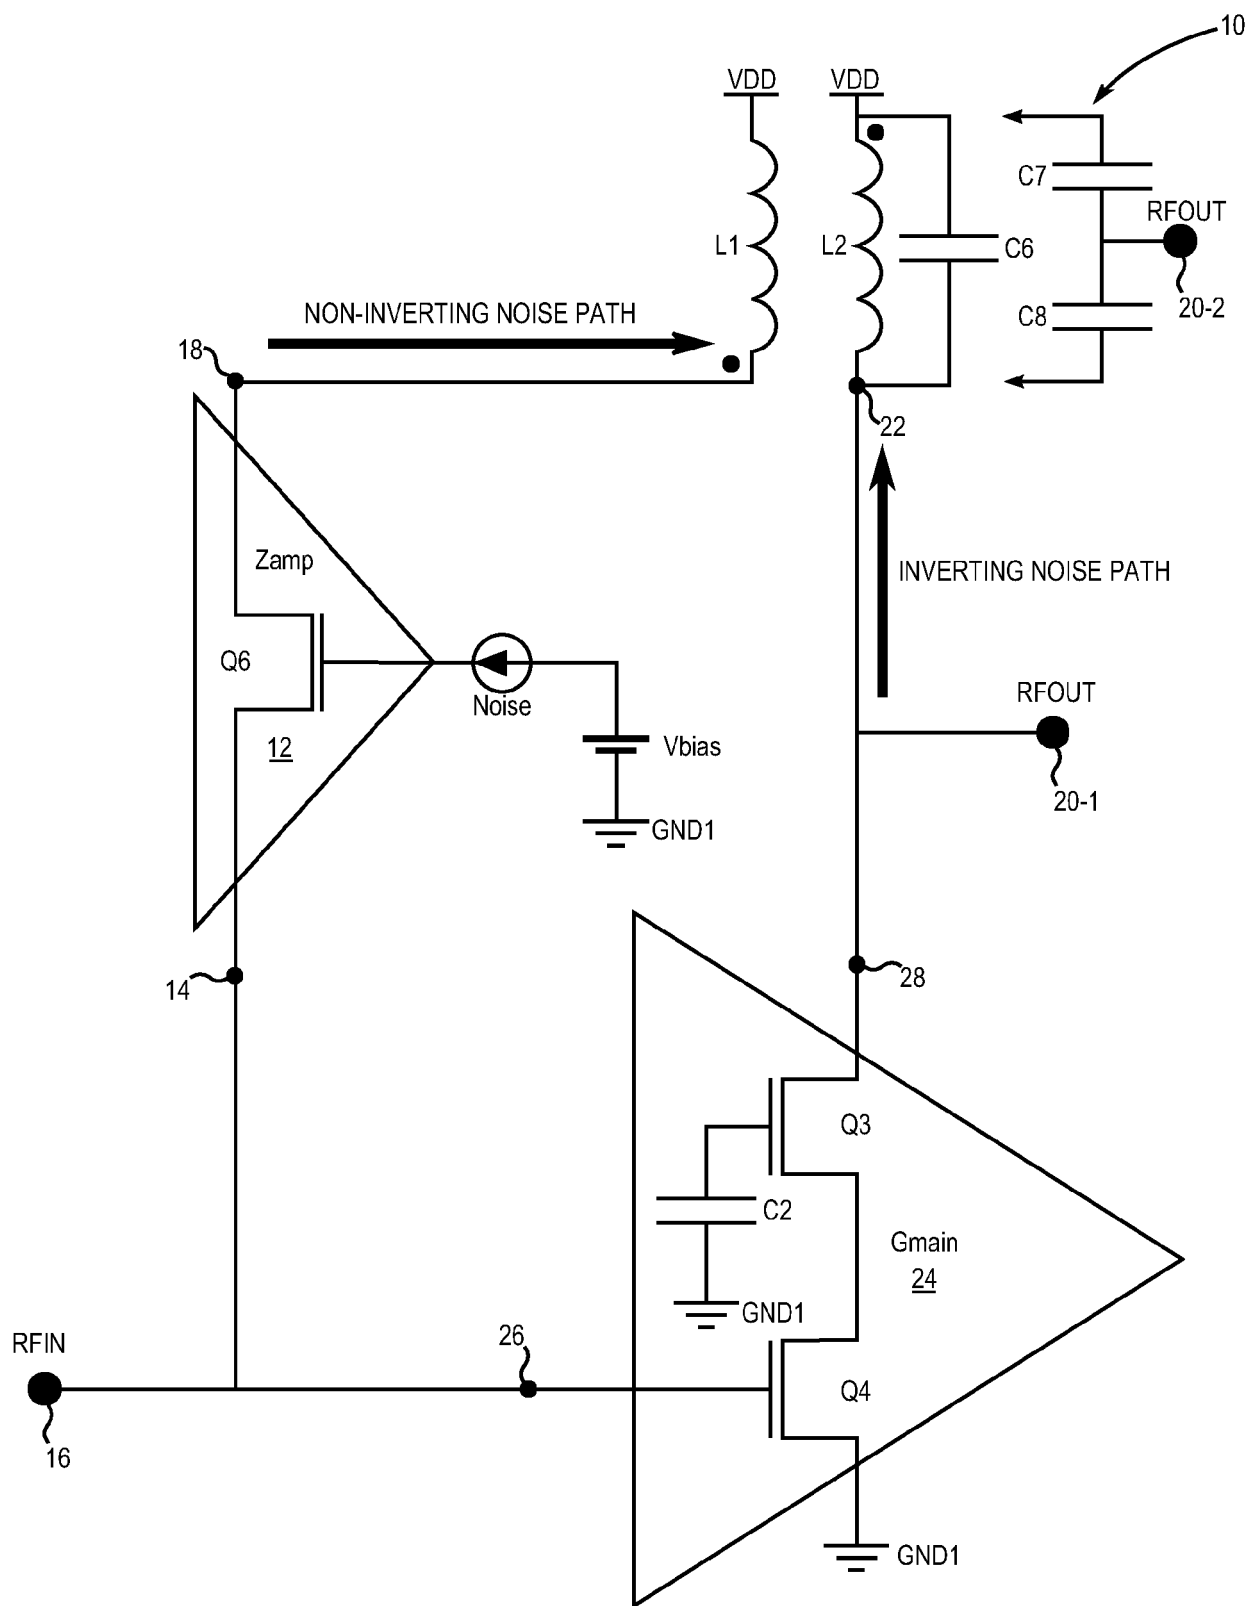 10
VDD
VDD
C7
RFOUT
L1
L2
C6
20-2
NON-INVERTING NOISE PATH
C8
18
22
Zamp
INVERTING NOISE PATH
Q6
Noise
RFOUT
12
Vbias
20-1
GND1
14
28
Q3
C2
Gmain
24
GND1
26
RFIN
Q4
16
GND1